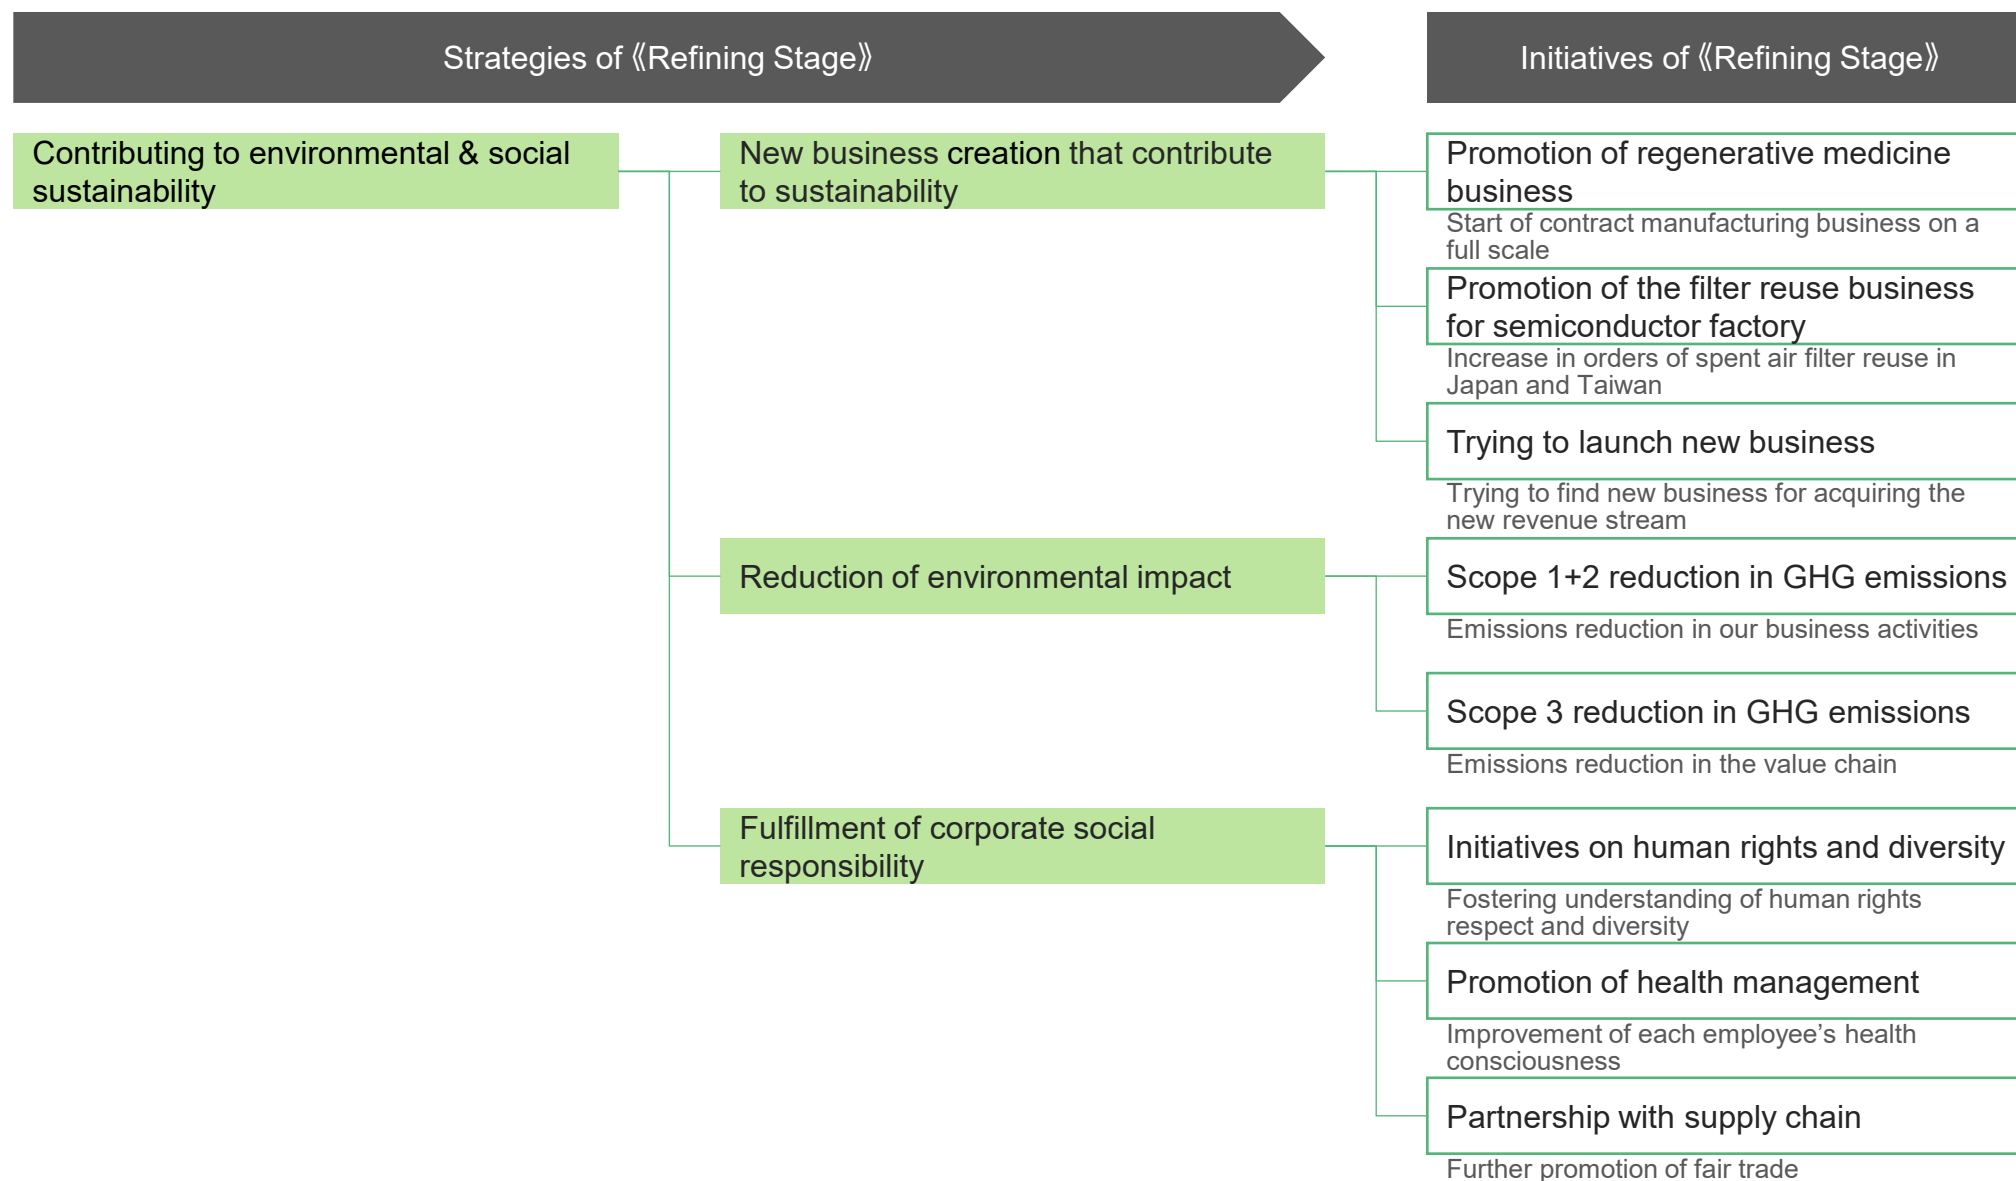 Strategies of《Refining Stage》
Initiatives of《Refining Stage》
Contributing to environmental & social
sustainability
New business creation that contribute
to sustainability
Promotion of regenerative medicine
business
Start of contract manufacturing business on a
full scale
Promotion of the filter reuse business
for semiconductor factory
Increase in orders of spent air filter reuse in
Japan and Taiwan
Trying to launch new business
Trying to find new business for acquiring the
new revenue stream
Reduction of environmental impact
Scope 1+2 reduction in GHG emissions
Emissions reduction in our business activities
Scope 3 reduction in GHG emissions
Emissions reduction in the value chain
Fulfillment of corporate social
responsibility
Initiatives on human rights and diversity
Fostering understanding of human rights
respect and diversity
Promotion of health management
Improvement of each employee’s health
consciousness
Partnership with supply chain
Further promotion of fair trade